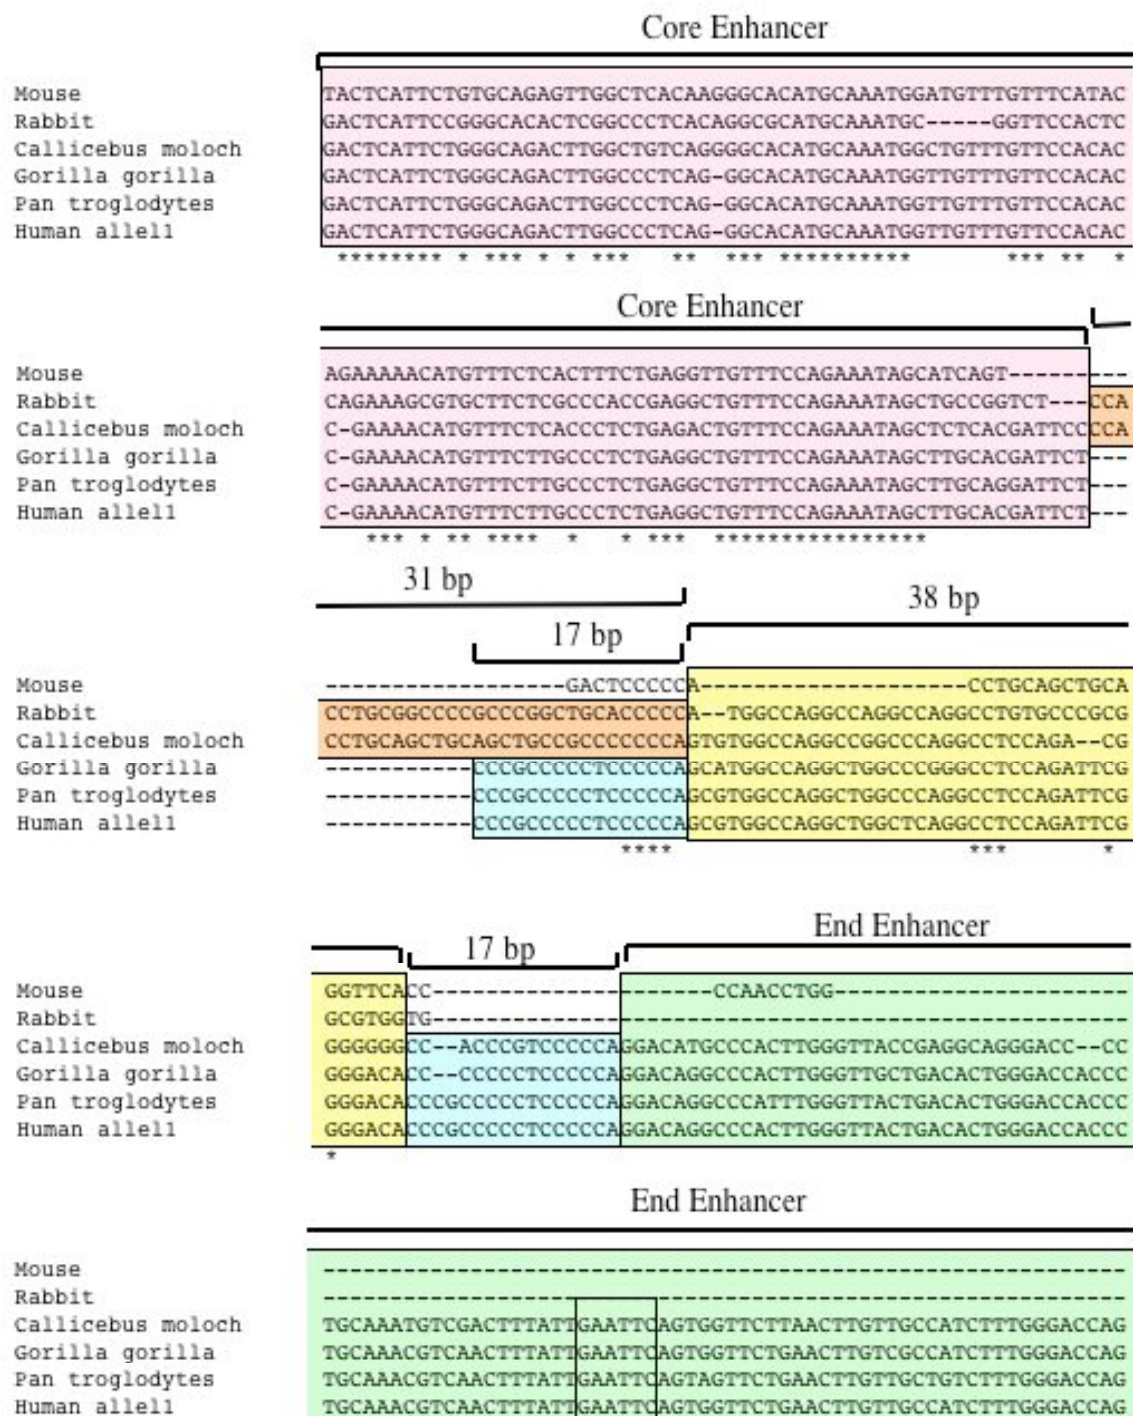 Core Enhancer
Mouse TACTCATTCTGTGCAGAGTTGGCTCACAAGGGCACATGCAAATGGATGTTTGTTTCATAC
Rabbit GACTCATTCCGGGCACACTCGGCCCTCACAGGCGCATGCAAATGC-----GGTTCCACTC
Callicebus moloch GACTCATTCTGGGCAGACTTGGCTGTCAGGGGCACATGCAAATGGCTGTTTGTTCCACAC
Gorilla gorilla GACTCATTCTGGGCAGACTTGGCCCTCAG-GGCACATGCAAATGGTTGTTTGTTCCACAC
Pan troglodytes GACTCATTCTGGGCAGACTTGGCCCTCAG-GGCACATGCAAATGGTTGTTTGTTCCACAC
Human allel1 GACTCATTCTGGGCAGACTTGGCCCTCAG-GGCACATGCAAATGGTTGTTTGTTCCACAC
******** * *** * * *** ** *** ********** *** ** *
Core Enhancer
Mouse AGAAAAACATGTTTCTCACTTTCTGAGGTTGTTTCCAGAAATAGCATCAGT---------
Rabbit CAGAAAGCGTGCTTCTCGCCCACCGAGGCTGTTTCCAGAAATAGCTGCCGGTCT---CCA
Callicebus moloch C-GAAAACATGTTTCTCACCCTCTGAGACTGTTTCCAGAAATAGCTCTCACGATTCCCCA
Gorilla gorilla C-GAAAACATGTTTCTTGCCCTCTGAGGCTGTTTCCAGAAATAGCTTGCACGATTCT---
Pan troglodytes C-GAAAACATGTTTCTTGCCCTCTGAGGCTGTTTCCAGAAATAGCTTGCAGGATTCT---
Human allel1 C-GAAAACATGTTTCTTGCCCTCTGAGGCTGTTTCCAGAAATAGCTTGCACGATTCT---
*** * ** **** * * *** ****************
31 bp 38 bp
17 bp
Mouse ------------------GACTCCCCCA--------------------CCTGCAGCTGCA
Rabbit CCTGCGGCCCCGCCCGGCTGCACCCCCA--TGGCCAGGCCAGGCCAGGCCTGTGCCCGCG
Callicebus moloch CCTGCAGCTGCAGCTGCCGCCCCCCCAGTGTGGCCAGGCCGGCCCAGGCCTCCAGA--CG
Gorilla gorilla -----------CCCGCCCCCTCCCCCAGCATGGCCAGGCTGGCCCGGGCCTCCAGATTCG
Pan troglodytes -----------CCCGCCCCCTCCCCCAGCGTGGCCAGGCTGGCCCAGGCCTCCAGATTCG
Human allel1 -----------CCCGCCCCCTCCCCCAGCGTGGCCAGGCTGGCTCAGGCCTCCAGATTCG
**** *** *
17 bp End Enhancer
Mouse GGTTCACC---------------------CCAACCTGG----------------------
Rabbit GCGTGGTG----------------------------------------------------
Callicebus moloch GGGGGGCC--ACCCGTCCCCCAGGACATGCCCACTTGGGTTACCGAGGCAGGGACC--CC
Gorilla gorilla GGGACACC--CCCCCTCCCCCAGGACAGGCCCACTTGGGTTGCTGACACTGGGACCACCC
Pan troglodytes GGGACACCCGCCCCCTCCCCCAGGACAGGCCCATTTGGGTTACTGACACTGGGACCACCC
Human allel1 GGGACACCCGCCCCCTCCCCCAGGACAGGCCCACTTGGGTTACTGACACTGGGACCACCC
*
End Enhancer
Mouse ------------------------------------------------------------
Rabbit ------------------------------------------------------------
Callicebus moloch TGCAAATGTCGACTTTATTGAATTCAGTGGTTCTTAACTTGTTGCCATCTTTGGGACCAG
Gorilla gorilla TGCAAACGTCAACTTTATTGAATTCAGTGGTTCTGAACTTGTCGCCATCTTTGGGACCAG
Pan troglodytes TGCAAACGTCAACTTTATTGAATTCAGTAGTTCTGAACTTGTTGCTGTCTTTGGGACCAG
Human allel1 TGCAAACGTCAACTTTATTGAATTCAGTGGTTCTGAACTTGTTGCCATCTTTGGGACCAG